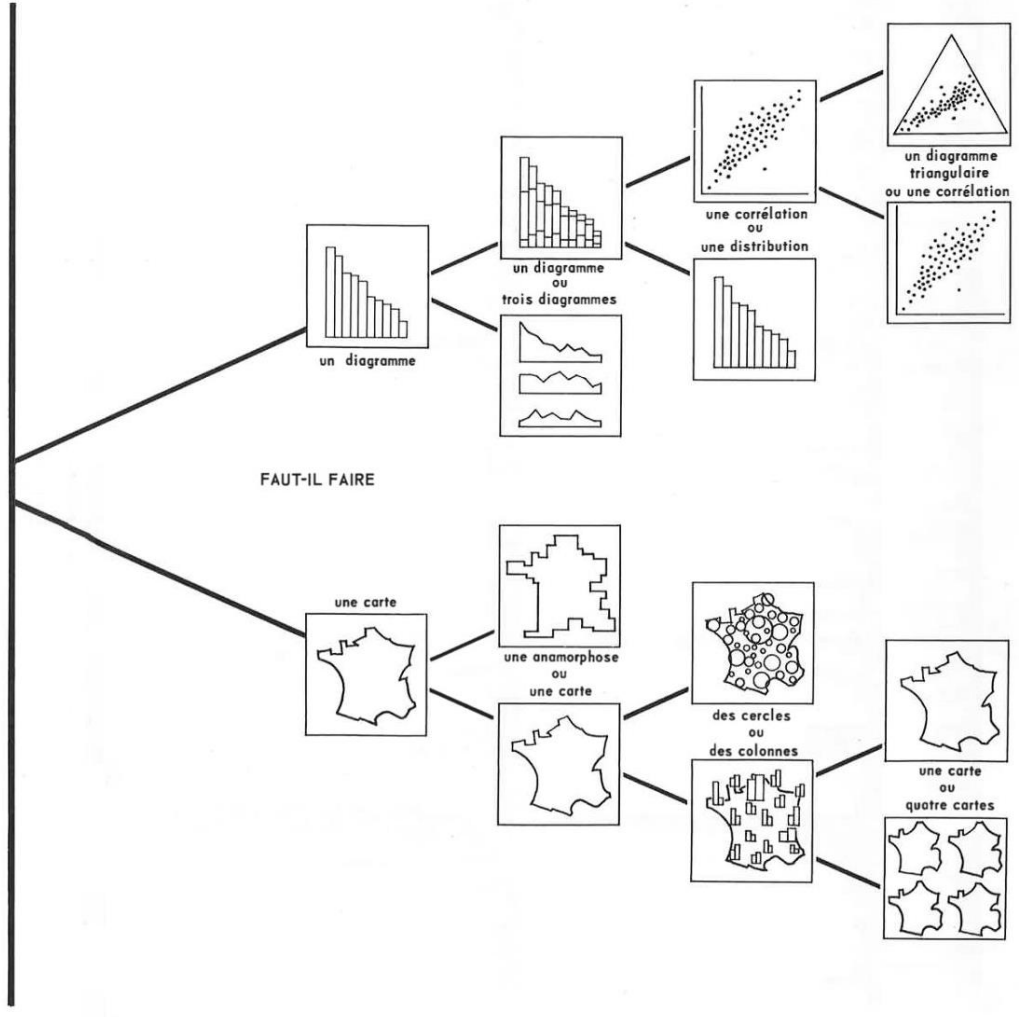 un diagramme
triangulaire
ou une corrélation
une corrélation
ou
une distribution
un diagramme
ou
trois diagrammes
un diagramme
FAUT-IL FAIRE
une carte
une anamorphose
ou
une carte
des cercles
ou
des colonnes
une carte
ou
quatre cartes